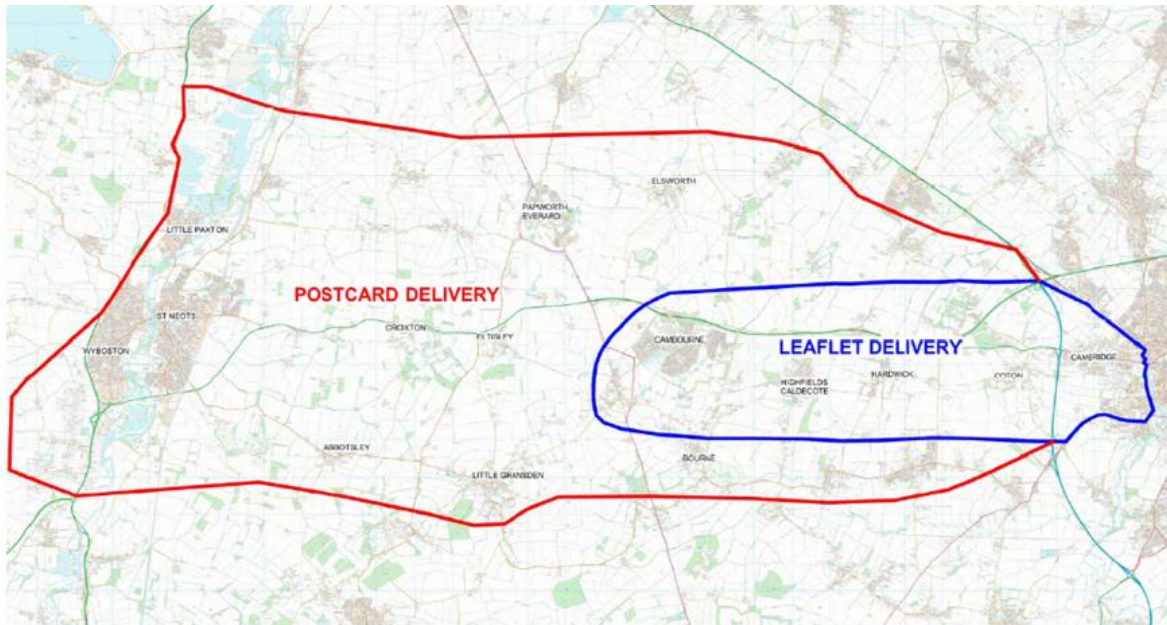 ELSWORTH
PAPWORTH
EVERARD
LITTLE PAXTON
POSTCARD DELIVERY
ST NEOTS
CROXTON
ELTISLEY
CAMBOURNE
LEAFLET DELIVERY
WYBOSTON
CAMBRIDGE
HIGHFIELDS
CALDECOTE
HARDWICK
COTON
ABBOTSLEY
BOURNE
LITTLE GRANSDEN